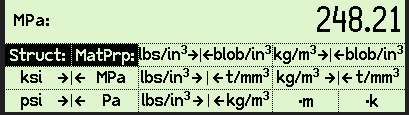 MPa: 248.21
Struct: MatPrp: lbs/in³→|←blob/in³ kg/m³→|←blob/in³
ksi →|← MPa lbs/in³→|←t/mm³ kg/m³→|←t/mm³
psi →|← Pa lbs/in³→|←kg/m³ ·m ·k